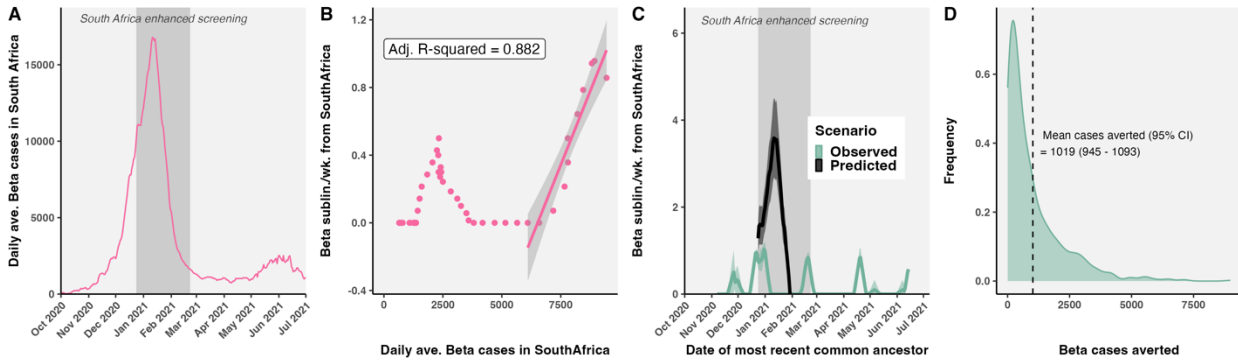 A
South Africa enhanced screening
Daily ave. Beta cases in South Africa
15000
10000
5000
0
Oct 2020
Nov 2020
Dec 2020
Jan 2021
Feb 2021
Mar 2021
Apr 2021
May 2021
Jun 2021
Jul 2021
B
Adj. R-squared = 0.882
Beta sublin./wk. from SouthAfrica
1.2
0.8
0.4
0.0
-0.4
0
2500
5000
7500
Daily ave. Beta cases in SouthAfrica
C
South Africa enhanced screening
Beta sublin./wk. from SouthAfrica
6
4
2
0
Scenario
Observed
Predicted
Oct 2020
Nov 2020
Dec 2020
Jan 2021
Feb 2021
Mar 2021
Apr 2021
May 2021
Jun 2021
Jul 2021
Date of most recent common ancestor
D
Frequency
0.6
0.4
0.2
0.0
Mean cases averted (95% CI)
= 1019 (945 - 1093)
0
2500
5000
7500
Beta cases averted